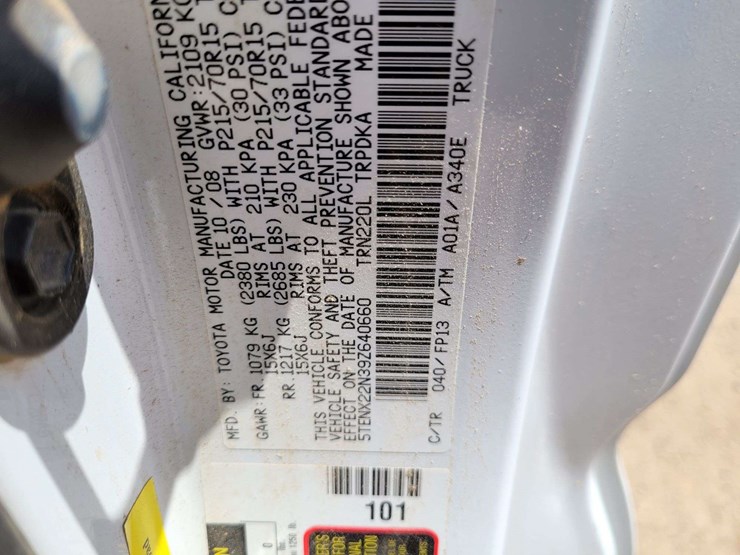 MFD. BY: TOYOTA MOTOR MANUFACTURING CALIFORN
DATE 10 / 08 GVWR: 2109 KG
GAWR: FR. 1079 KG (2380 LBS) WITH P215/70R15 T
15X6J RIMS AT 210 KPA (30 PSI) C
RR. 1217 KG (2685 LBS) WITH P215/70R15 T
15X6J RIMS AT 230 KPA (33 PSI) C
THIS VEHICLE CONFORMS TO ALL APPLICABLE FEDE
VEHICLE SAFETY AND THEFT PREVENTION STANDARD
EFFECT ON THE DATE OF MANUFACTURE SHOWN ABO
5TENX22N39Z640660 TRN220L TRPDKA MADE
C/TR 040/FP13 A/TM A01A/A340E TRUCK
101